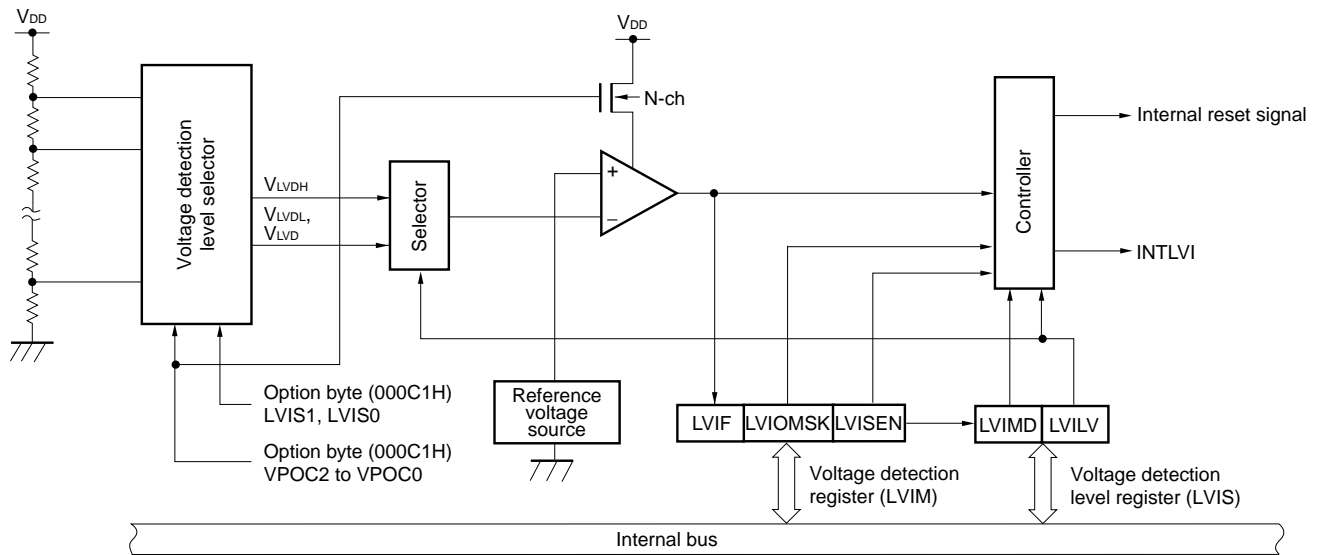 VDD
VDD
N-ch
Voltage detection
level selector
VLVDH
VLVDL,
VLVD
Selector
+
−
Controller
Internal reset signal
INTLVI
Option byte (000C1H)
LVIS1, LVIS0
Option byte (000C1H)
VPOC2 to VPOC0
Reference
voltage
source
LVIF
LVIOMSK
LVISEN
LVIMD
LVILV
Voltage detection
register (LVIM)
Voltage detection
level register (LVIS)
Internal bus